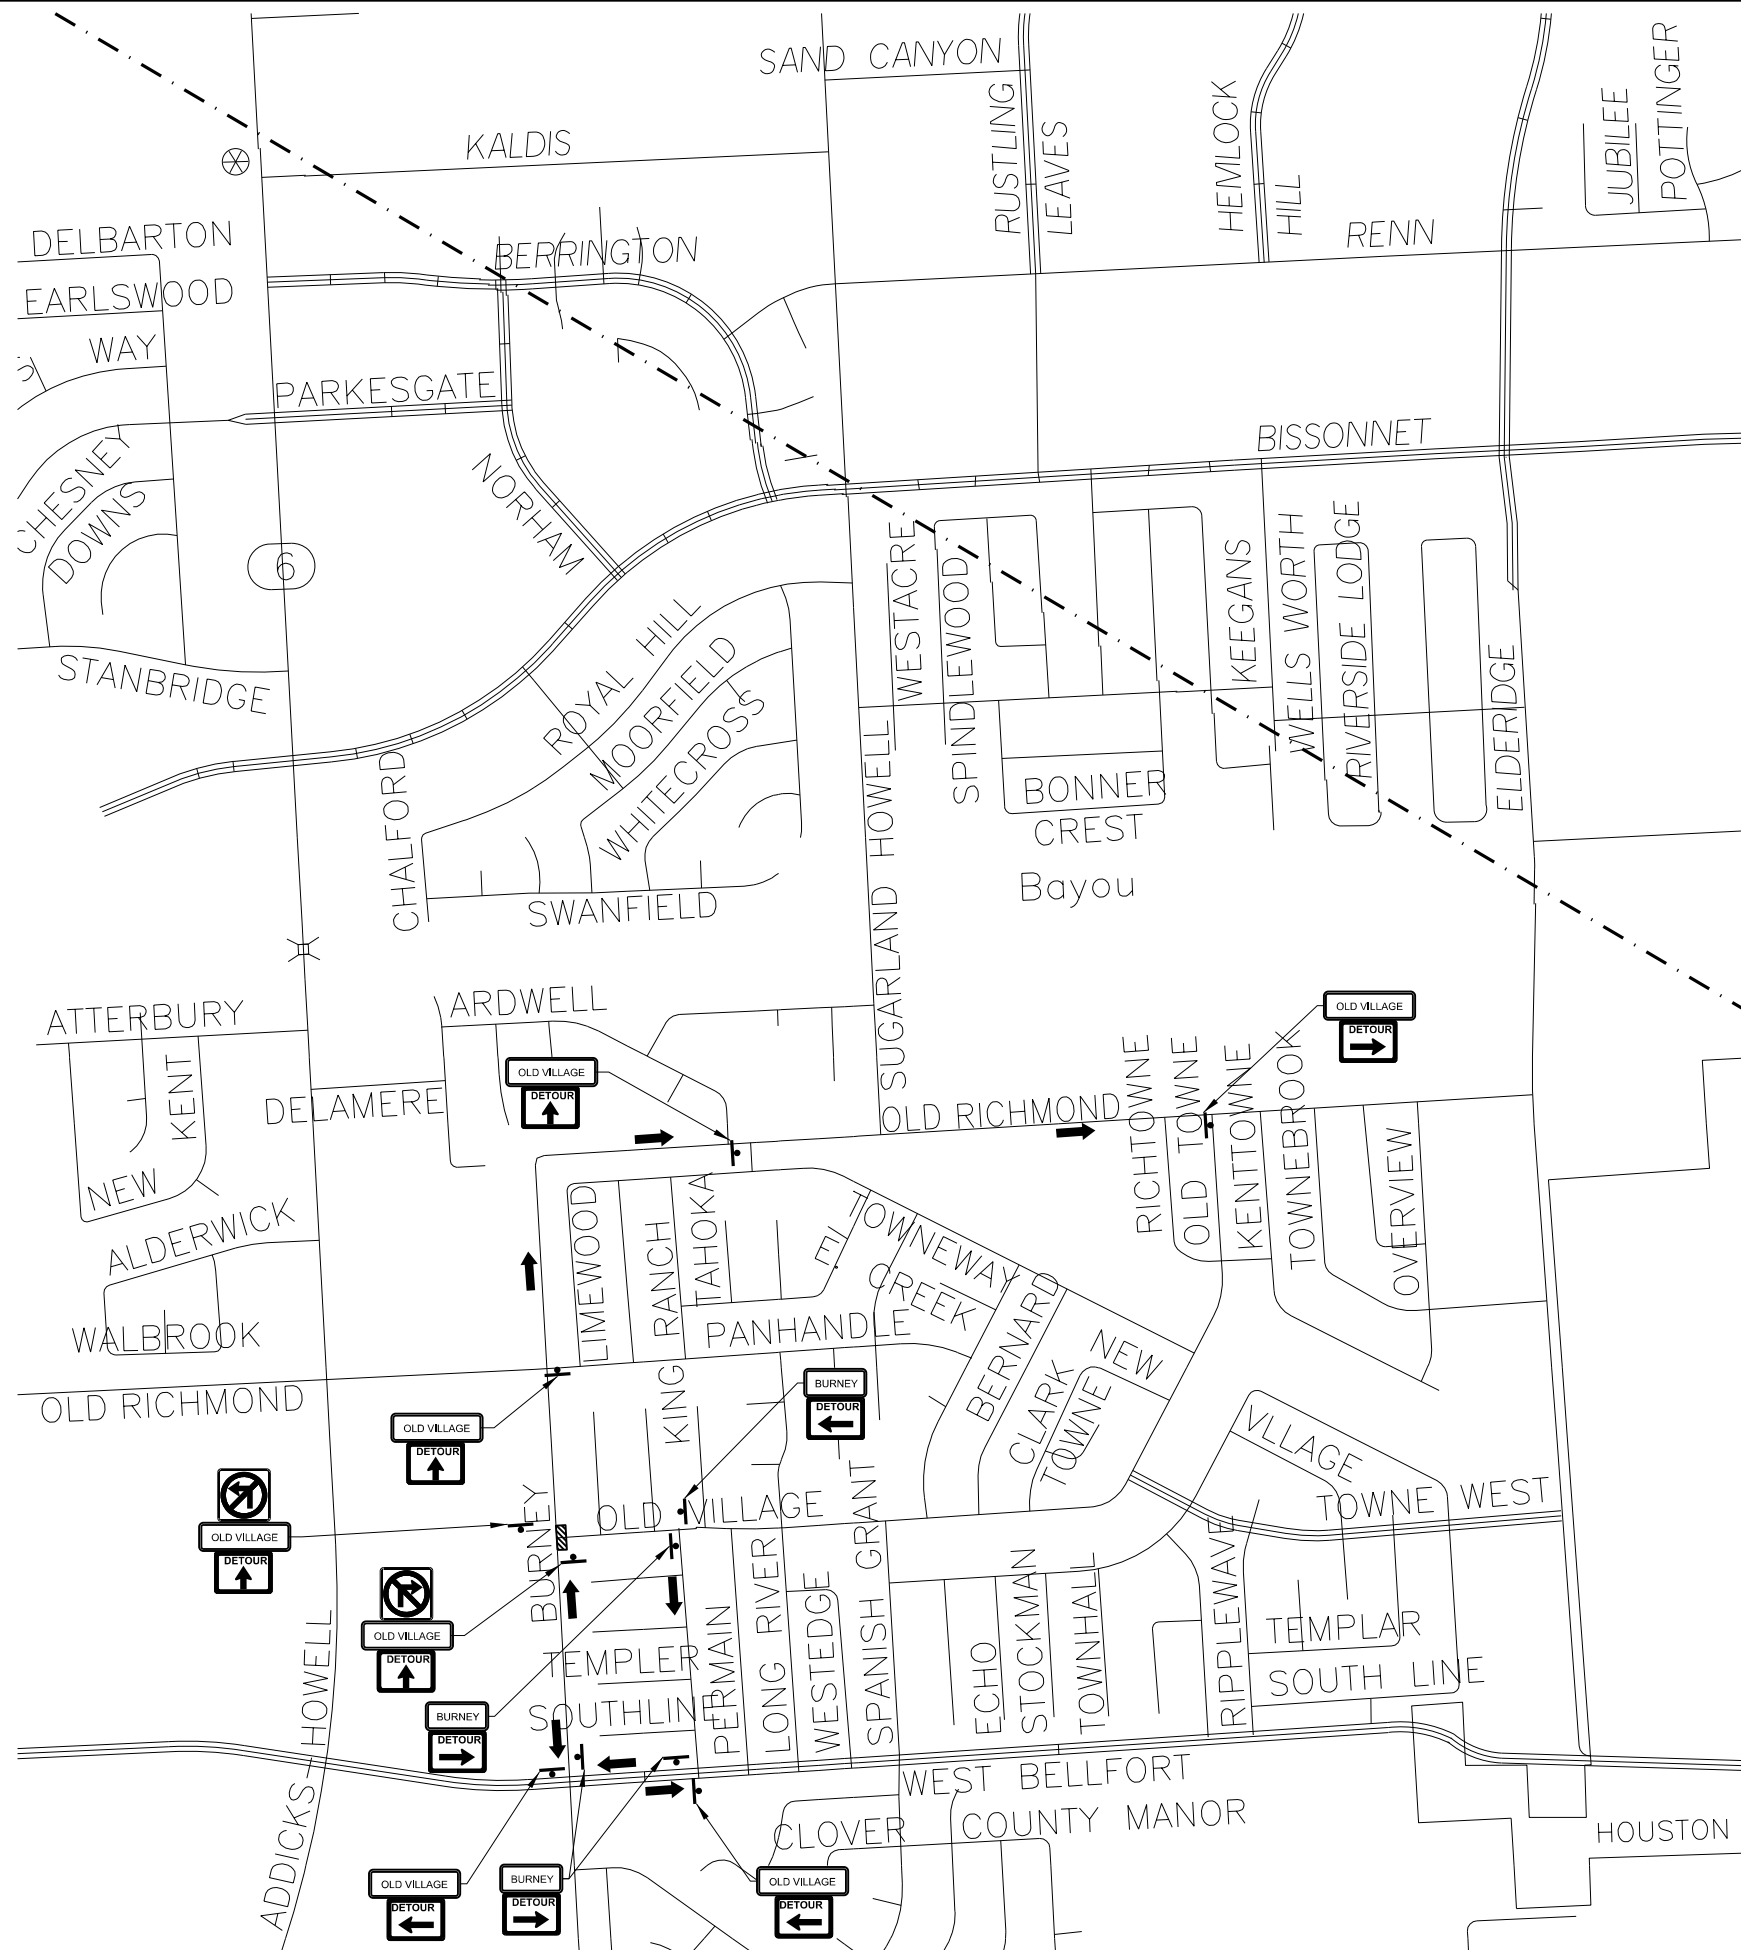 SAND CANYON
RUSTLING
LEAVES
HEMLOCK
HILL
JUBILEE
POTTINGER
KALDIS
RENN
DELBARTON
BERRINGTON
EARLSWOOD
WAY
PARKESGATE
BISSONNET
CHESNEY
DOWNS
NORHAM
6
WESTACRE
SPINDLEWOOD
KEEGANS
WELLS WORTH
RIVERSIDE LODGE
ELDERIDGE
STANBRIDGE
ROYAL HILL
MOORFIELD
WHITECROSS
CHALFORD
SWANFIELD
SUGARLAND HOWELL
BONNER
CREST
Bayou
ATTERBURY
ARDWELL
KENT
NEW
DELAMERE
OLD VILLAGE
DETOUR
OLD VILLAGE
DETOUR
OLD RICHMOND
RICHTOWNE
OLD TOWNE
KENTTOWNE
TOWNEBROOK
OVERVIEW
ALDERWICK
WALBROOK
LIMEWOOD
KING RANCH
TAHOKA
EL
TOWNEWAY
CREEK
PANHANDLE
BERNARD
CLARK
TOWNE
NEW
OLD RICHMOND
OLD VILLAGE
DETOUR
BURNEY
DETOUR
VLLAGE
TOWNE WEST
OLD VILLAGE
DETOUR
BURNEY
OLD VILLAGE
OLD VILLAGE
DETOUR
TEMPLER
SOUTHLINE
PERMAIN
LONG RIVER
WESTEDGE
SPANISH GRANT
ECHO
STOCKMAN
TOWNHALL
RIPPLEWAVE
TEMPLAR
SOUTH LINE
BURNEY
DETOUR
ADDICKS-HOWELL
WEST BELLFORT
CLOVER
COUNTY MANOR
HOUSTON
OLD VILLAGE
DETOUR
BURNEY
DETOUR
OLD VILLAGE
DETOUR